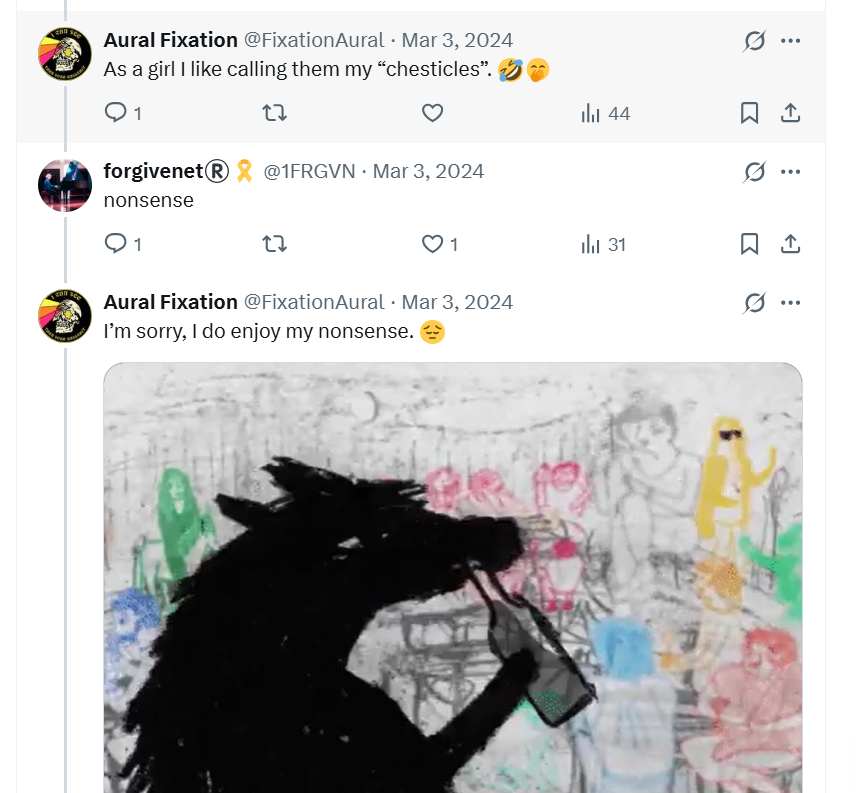 Aural Fixation @FixationAural · Mar 3, 2024
As a girl I like calling them my “chesticles”. 🤣🤭
1 44
forgivenet®️🎗️ @1FRGVN · Mar 3, 2024
nonsense
1 1 31
Aural Fixation @FixationAural · Mar 3, 2024
I’m sorry, I do enjoy my nonsense. 😔